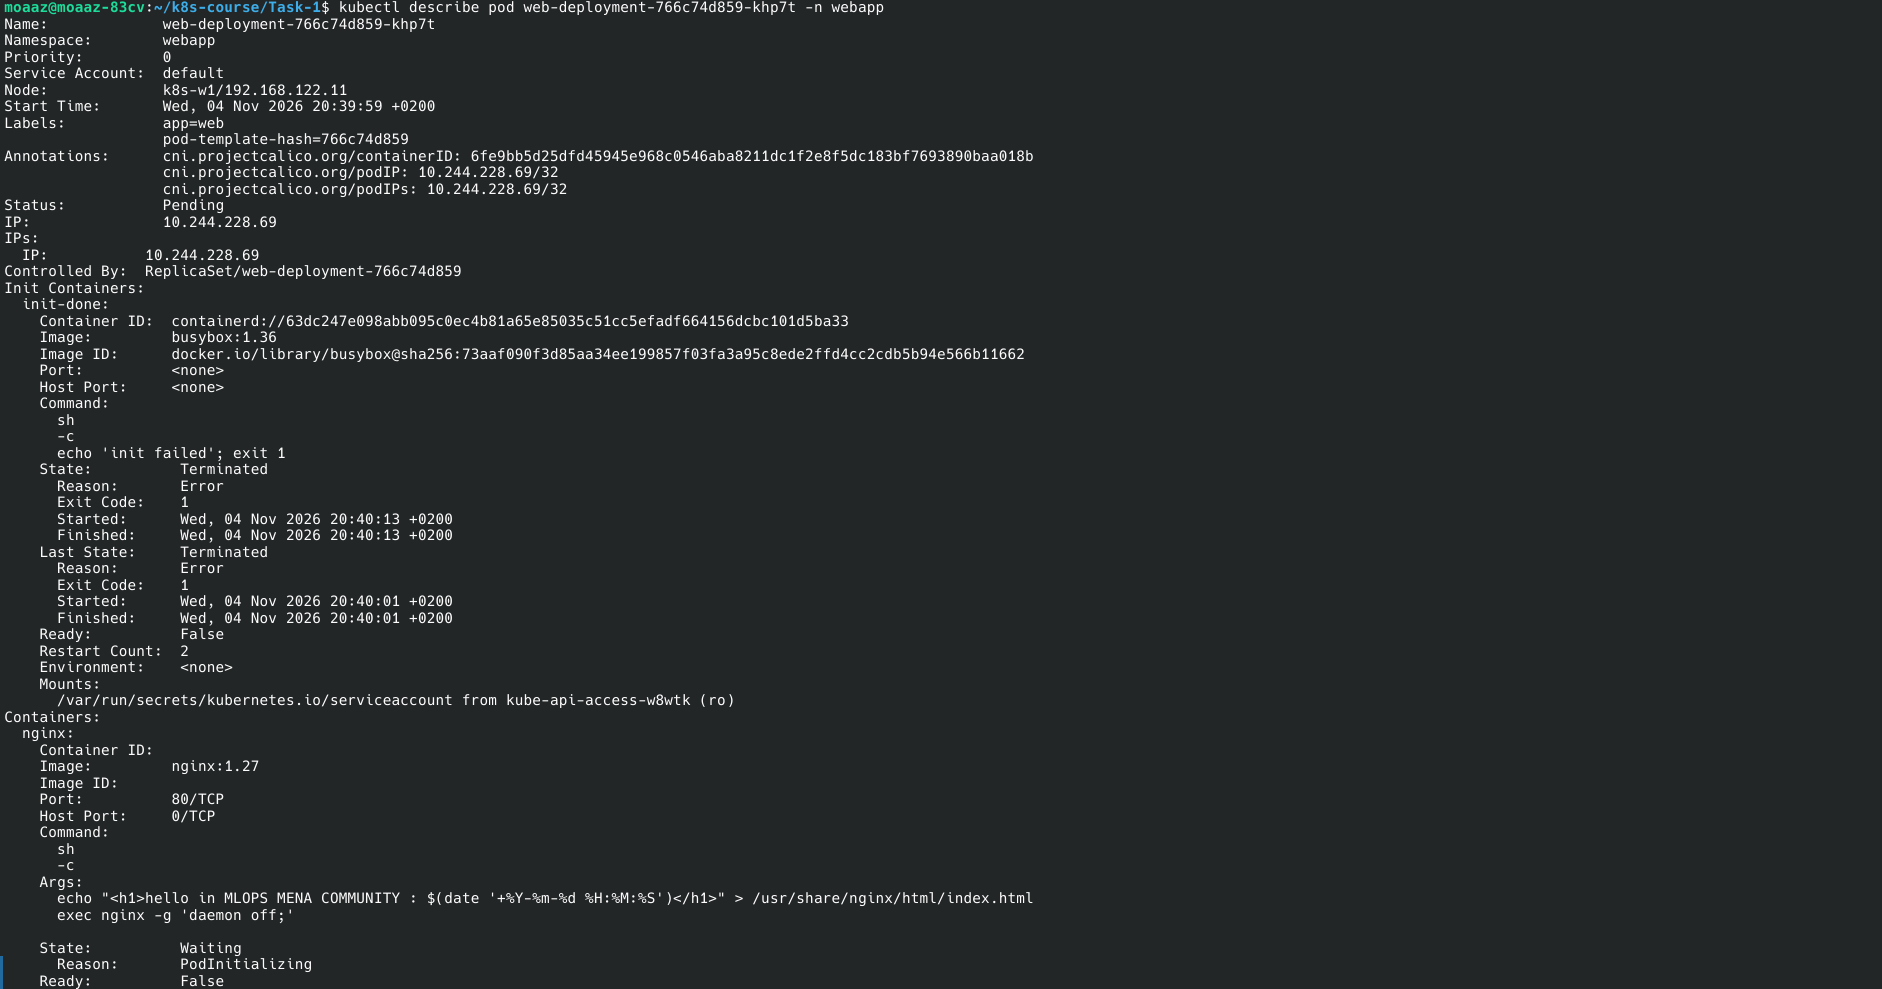 moaaz@moaaz-83cv:~/k8s-course/Task-1$ kubectl describe pod web-deployment-766c74d859-khp7t -n webapp
Name:             web-deployment-766c74d859-khp7t
Namespace:        webapp
Priority:         0
Service Account:  default
Node:             k8s-w1/192.168.122.11
Start Time:       Wed, 04 Nov 2026 20:39:59 +0200
Labels:           app=web
                  pod-template-hash=766c74d859
Annotations:      cni.projectcalico.org/containerID: 6fe9bb5d25dfd45945e968c0546aba8211dc1f2e8f5dc183bf7693890baa018b
                  cni.projectcalico.org/podIP: 10.244.228.69/32
                  cni.projectcalico.org/podIPs: 10.244.228.69/32
Status:           Pending
IP:               10.244.228.69
IPs:
  IP:           10.244.228.69
Controlled By:  ReplicaSet/web-deployment-766c74d859
Init Containers:
  init-done:
    Container ID:  containerd://63dc247e098abb095c0ec4b81a65e85035c51cc5efadf664156dcbc101d5ba33
    Image:         busybox:1.36
    Image ID:      docker.io/library/busybox@sha256:73aaf090f3d85aa34ee199857f03fa3a95c8ede2ffd4cc2cdb5b94e566b11662
    Port:          <none>
    Host Port:     <none>
    Command:
      sh
      -c
      echo 'init failed'; exit 1
    State:          Terminated
      Reason:       Error
      Exit Code:    1
      Started:      Wed, 04 Nov 2026 20:40:13 +0200
      Finished:     Wed, 04 Nov 2026 20:40:13 +0200
    Last State:     Terminated
      Reason:       Error
      Exit Code:    1
      Started:      Wed, 04 Nov 2026 20:40:01 +0200
      Finished:     Wed, 04 Nov 2026 20:40:01 +0200
    Ready:          False
    Restart Count:  2
    Environment:    <none>
    Mounts:
      /var/run/secrets/kubernetes.io/serviceaccount from kube-api-access-w8wtk (ro)
Containers:
  nginx:
    Container ID:
    Image:         nginx:1.27
    Image ID:
    Port:          80/TCP
    Host Port:     0/TCP
    Command:
      sh
      -c
    Args:
      echo "<h1>hello in MLOPS MENA COMMUNITY : $(date '+%Y-%m-%d %H:%M:%S')</h1>" > /usr/share/nginx/html/index.html
      exec nginx -g 'daemon off;'
    State:          Waiting
      Reason:       PodInitializing
    Ready:          False